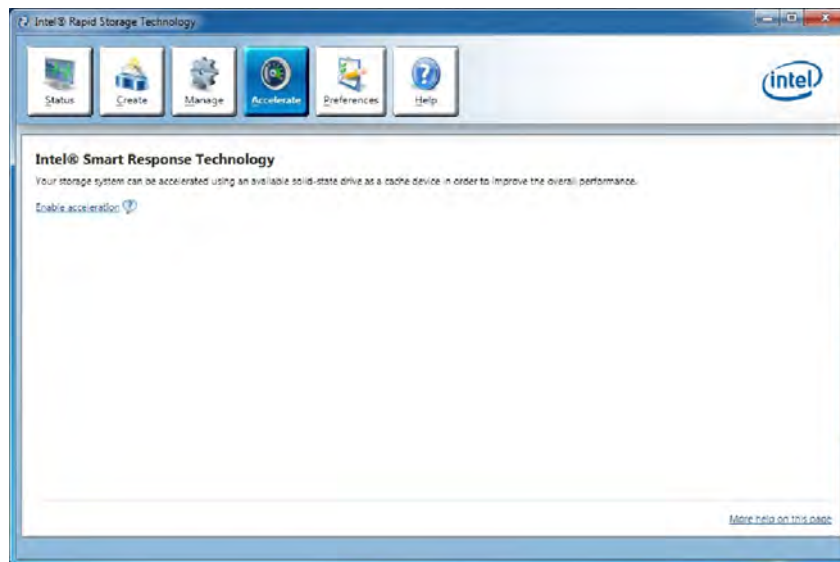 Intel® Rapid Storage Technology
Status
Create
Manage
Accelerate
Preferences
Help
intel
Intel® Smart Response Technology
Your storage system can be accelerated using an available solid-state drive as a cache device in order to improve the overall performance.
Enable acceleration ?
More help on this page